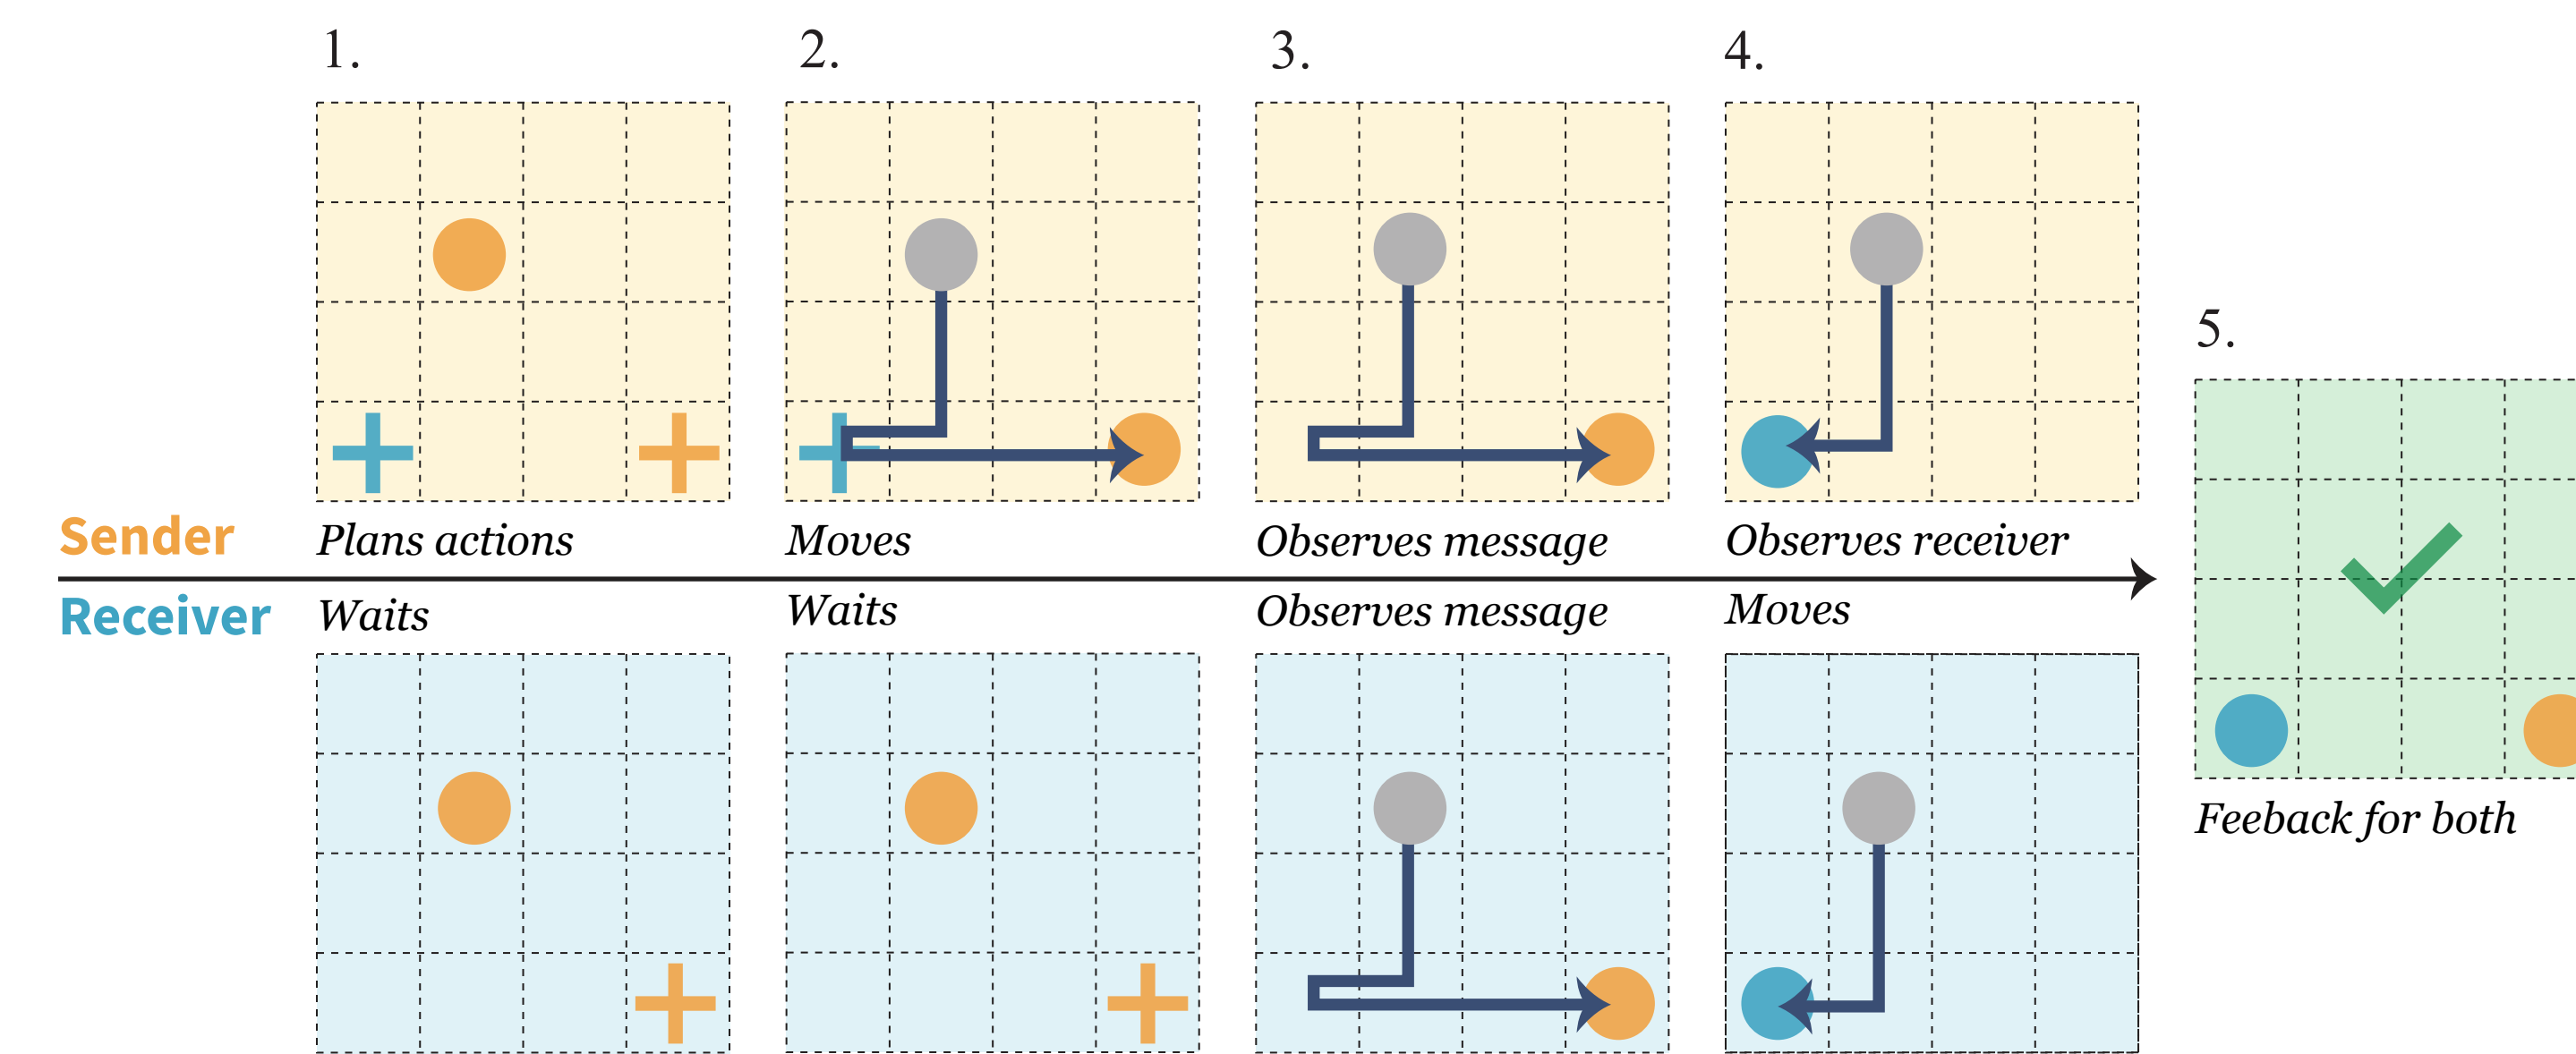 1.
2.
3.
4.
5.
Sender
Plans actions
Moves
Observes message
Observes receiver
Receiver
Waits
Waits
Observes message
Moves
Feeback for both